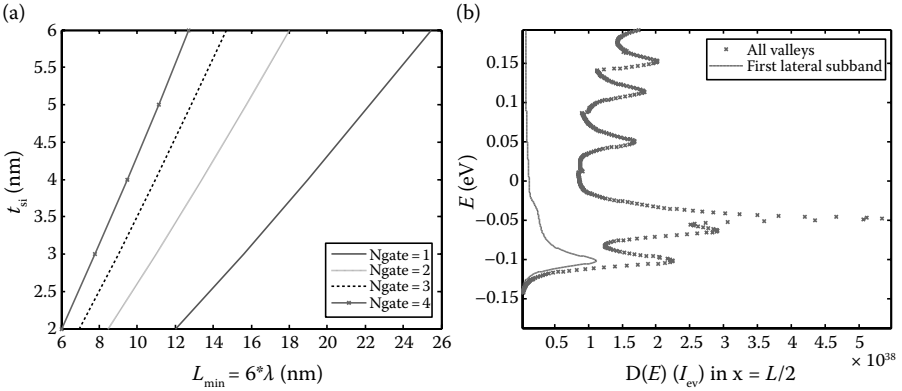 (a)
6
5.5
5
4.5
4
3.5
3
2.5
2
t_si (nm)
6 8 10 12 14 16 18 20 22 24 26
L_min = 6*λ (nm)
Ngate = 1
Ngate = 2
Ngate = 3
Ngate = 4
(b)
0.15
0.1
0.05
0
−0.05
−0.1
−0.15
E (eV)
0.5 1 1.5 2 2.5 3 3.5 4 4.5 5
× 10^38
D(E) (I_ev) in x = L/2
All valleys
First lateral subband